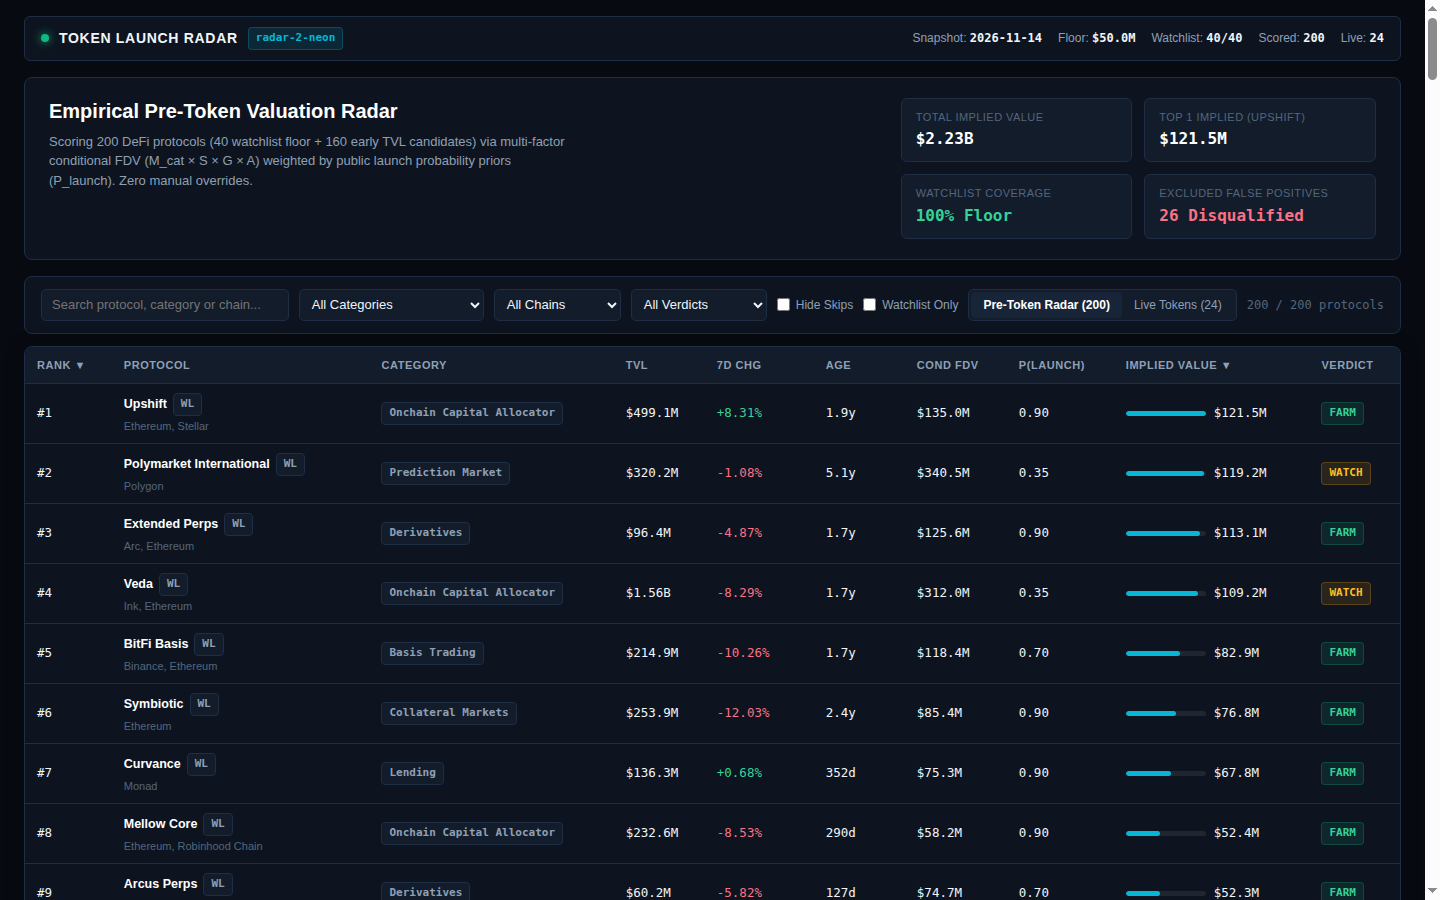 TOKEN LAUNCH RADAR radar-2-neon Snapshot: 2026-11-14 Floor: $50.0M Watchlist: 40/40 Scored: 200 Live: 24
Empirical Pre-Token Valuation Radar
Scoring 200 DeFi protocols (40 watchlist floor + 160 early TVL candidates) via multi-factor
conditional FDV (M_cat × S × G × A) weighted by public launch probability priors
(P_launch). Zero manual overrides.
TOTAL IMPLIED VALUE
$2.23B
TOP 1 IMPLIED (UPSHIFT)
$121.5M
WATCHLIST COVERAGE
100% Floor
EXCLUDED FALSE POSITIVES
26 Disqualified
Search protocol, category or chain... All Categories All Chains All Verdicts Hide Skips Watchlist Only Pre-Token Radar (200) Live Tokens (24) 200 / 200 protocols
RANK ▼ PROTOCOL CATEGORY TVL 7D CHG AGE COND FDV P(LAUNCH) IMPLIED VALUE ▼ VERDICT
#1 Upshift WL Onchain Capital Allocator $499.1M +8.31% 1.9y $135.0M 0.90 $121.5M FARM
Ethereum, Stellar
#2 Polymarket International WL Prediction Market $320.2M -1.08% 5.1y $340.5M 0.35 $119.2M WATCH
Polygon
#3 Extended Perps WL Derivatives $96.4M -4.87% 1.7y $125.6M 0.90 $113.1M FARM
Arc, Ethereum
#4 Veda WL Onchain Capital Allocator $1.56B -8.29% 1.7y $312.0M 0.35 $109.2M WATCH
Ink, Ethereum
#5 BitFi Basis WL Basis Trading $214.9M -10.26% 1.7y $118.4M 0.70 $82.9M FARM
Binance, Ethereum
#6 Symbiotic WL Collateral Markets $253.9M -12.03% 2.4y $85.4M 0.90 $76.8M FARM
Ethereum
#7 Curvance WL Lending $136.3M +0.68% 352d $75.3M 0.90 $67.8M FARM
Monad
#8 Mellow Core WL Onchain Capital Allocator $232.6M -8.53% 290d $58.2M 0.90 $52.4M FARM
Ethereum, Robinhood Chain
#9 Arcus Perps WL Derivatives $60.2M -5.82% 127d $74.7M 0.70 $52.3M FARM